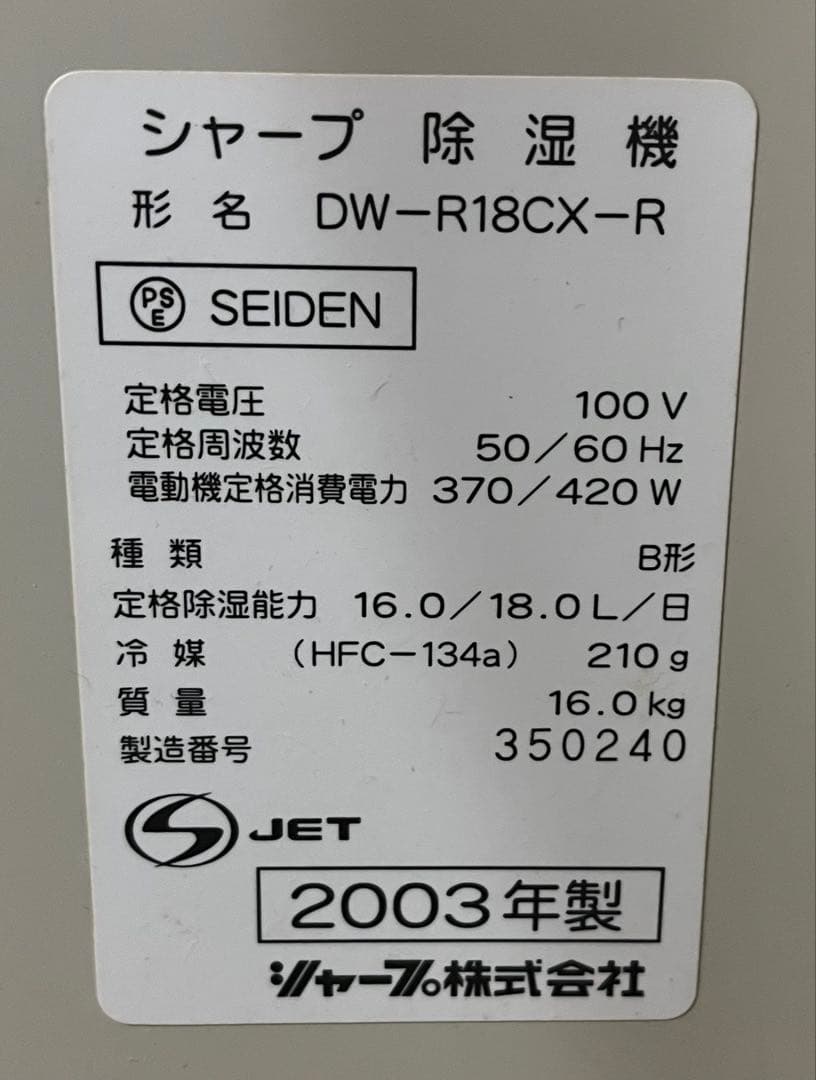 シャープ 除湿機
形名 DW-R18CX-R
PSE SEIDEN
定格電圧 100 V
定格周波数 50/60 Hz
電動機定格消費電力 370/420 W
種類 B形
定格除湿能力 16.0/18.0 L/日
冷媒 (HFC-134a) 210 g
質量 16.0 kg
製造番号 350240
JET
2003年製
シャープ株式会社